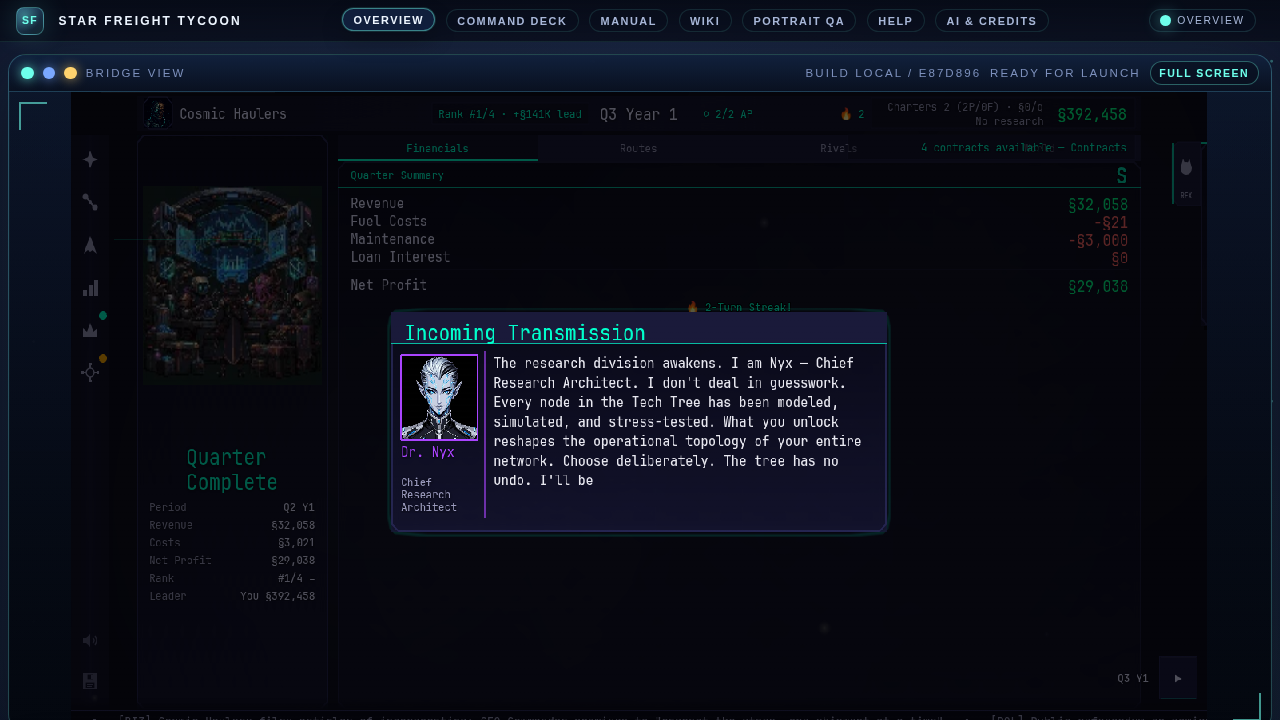 SF STAR FREIGHT TYCOON OVERVIEW COMMAND DECK MANUAL WIKI PORTRAIT QA HELP AI & CREDITS OVERVIEW
BRIDGE VIEW BUILD LOCAL / E87D896 READY FOR LAUNCH FULL SCREEN
Cosmic Haulers Rank #1/4 · +§141K lead Q3 Year 1 2/2 AP 2 Charters 2 (2P/0F) · §0/c
No research §392,458
Financials Routes Rivals 4 contracts available — Contracts
Quarter Summary S
Revenue §32,058
Fuel Costs -§21
Maintenance -§3,000
Loan Interest §0
Net Profit §29,038
2-Turn Streak!
REX
Incoming Transmission
The research division awakens. I am Nyx — Chief
Research Architect. I don't deal in guesswork.
Every node in the Tech Tree has been modeled,
simulated, and stress-tested. What you unlock
reshapes the operational topology of your entire
network. Choose deliberately. The tree has no
undo. I'll be
Dr. Nyx
Chief
Research
Architect
Quarter
Complete
Period Q2 Y1
Revenue §32,058
Costs §3,021
Net Profit §29,038
Rank #1/4 –
Leader You §392,458
Q3 Y1